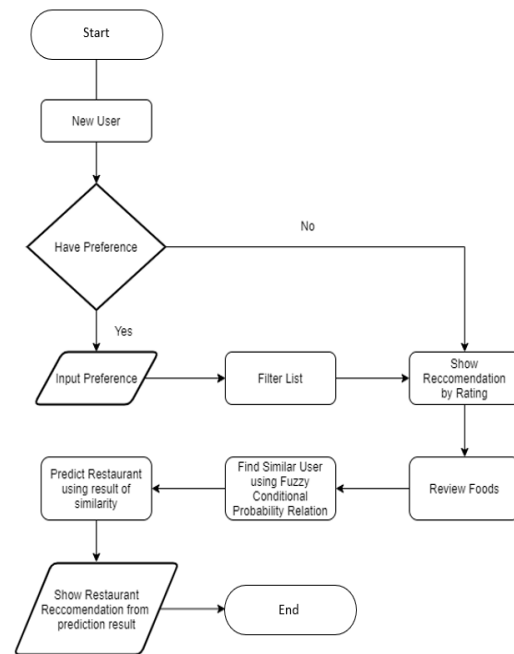 Start
New User
Have Preference
No
Yes
Input Preference
Filter List
Show
Reccomendation
by Rating
Predict Restaurant
using result of
similarity
Find Similar User
using Fuzzy
Conditional
Probability Relation
Review Foods
Show Restaurant
Reccomendation from
prediction result
End